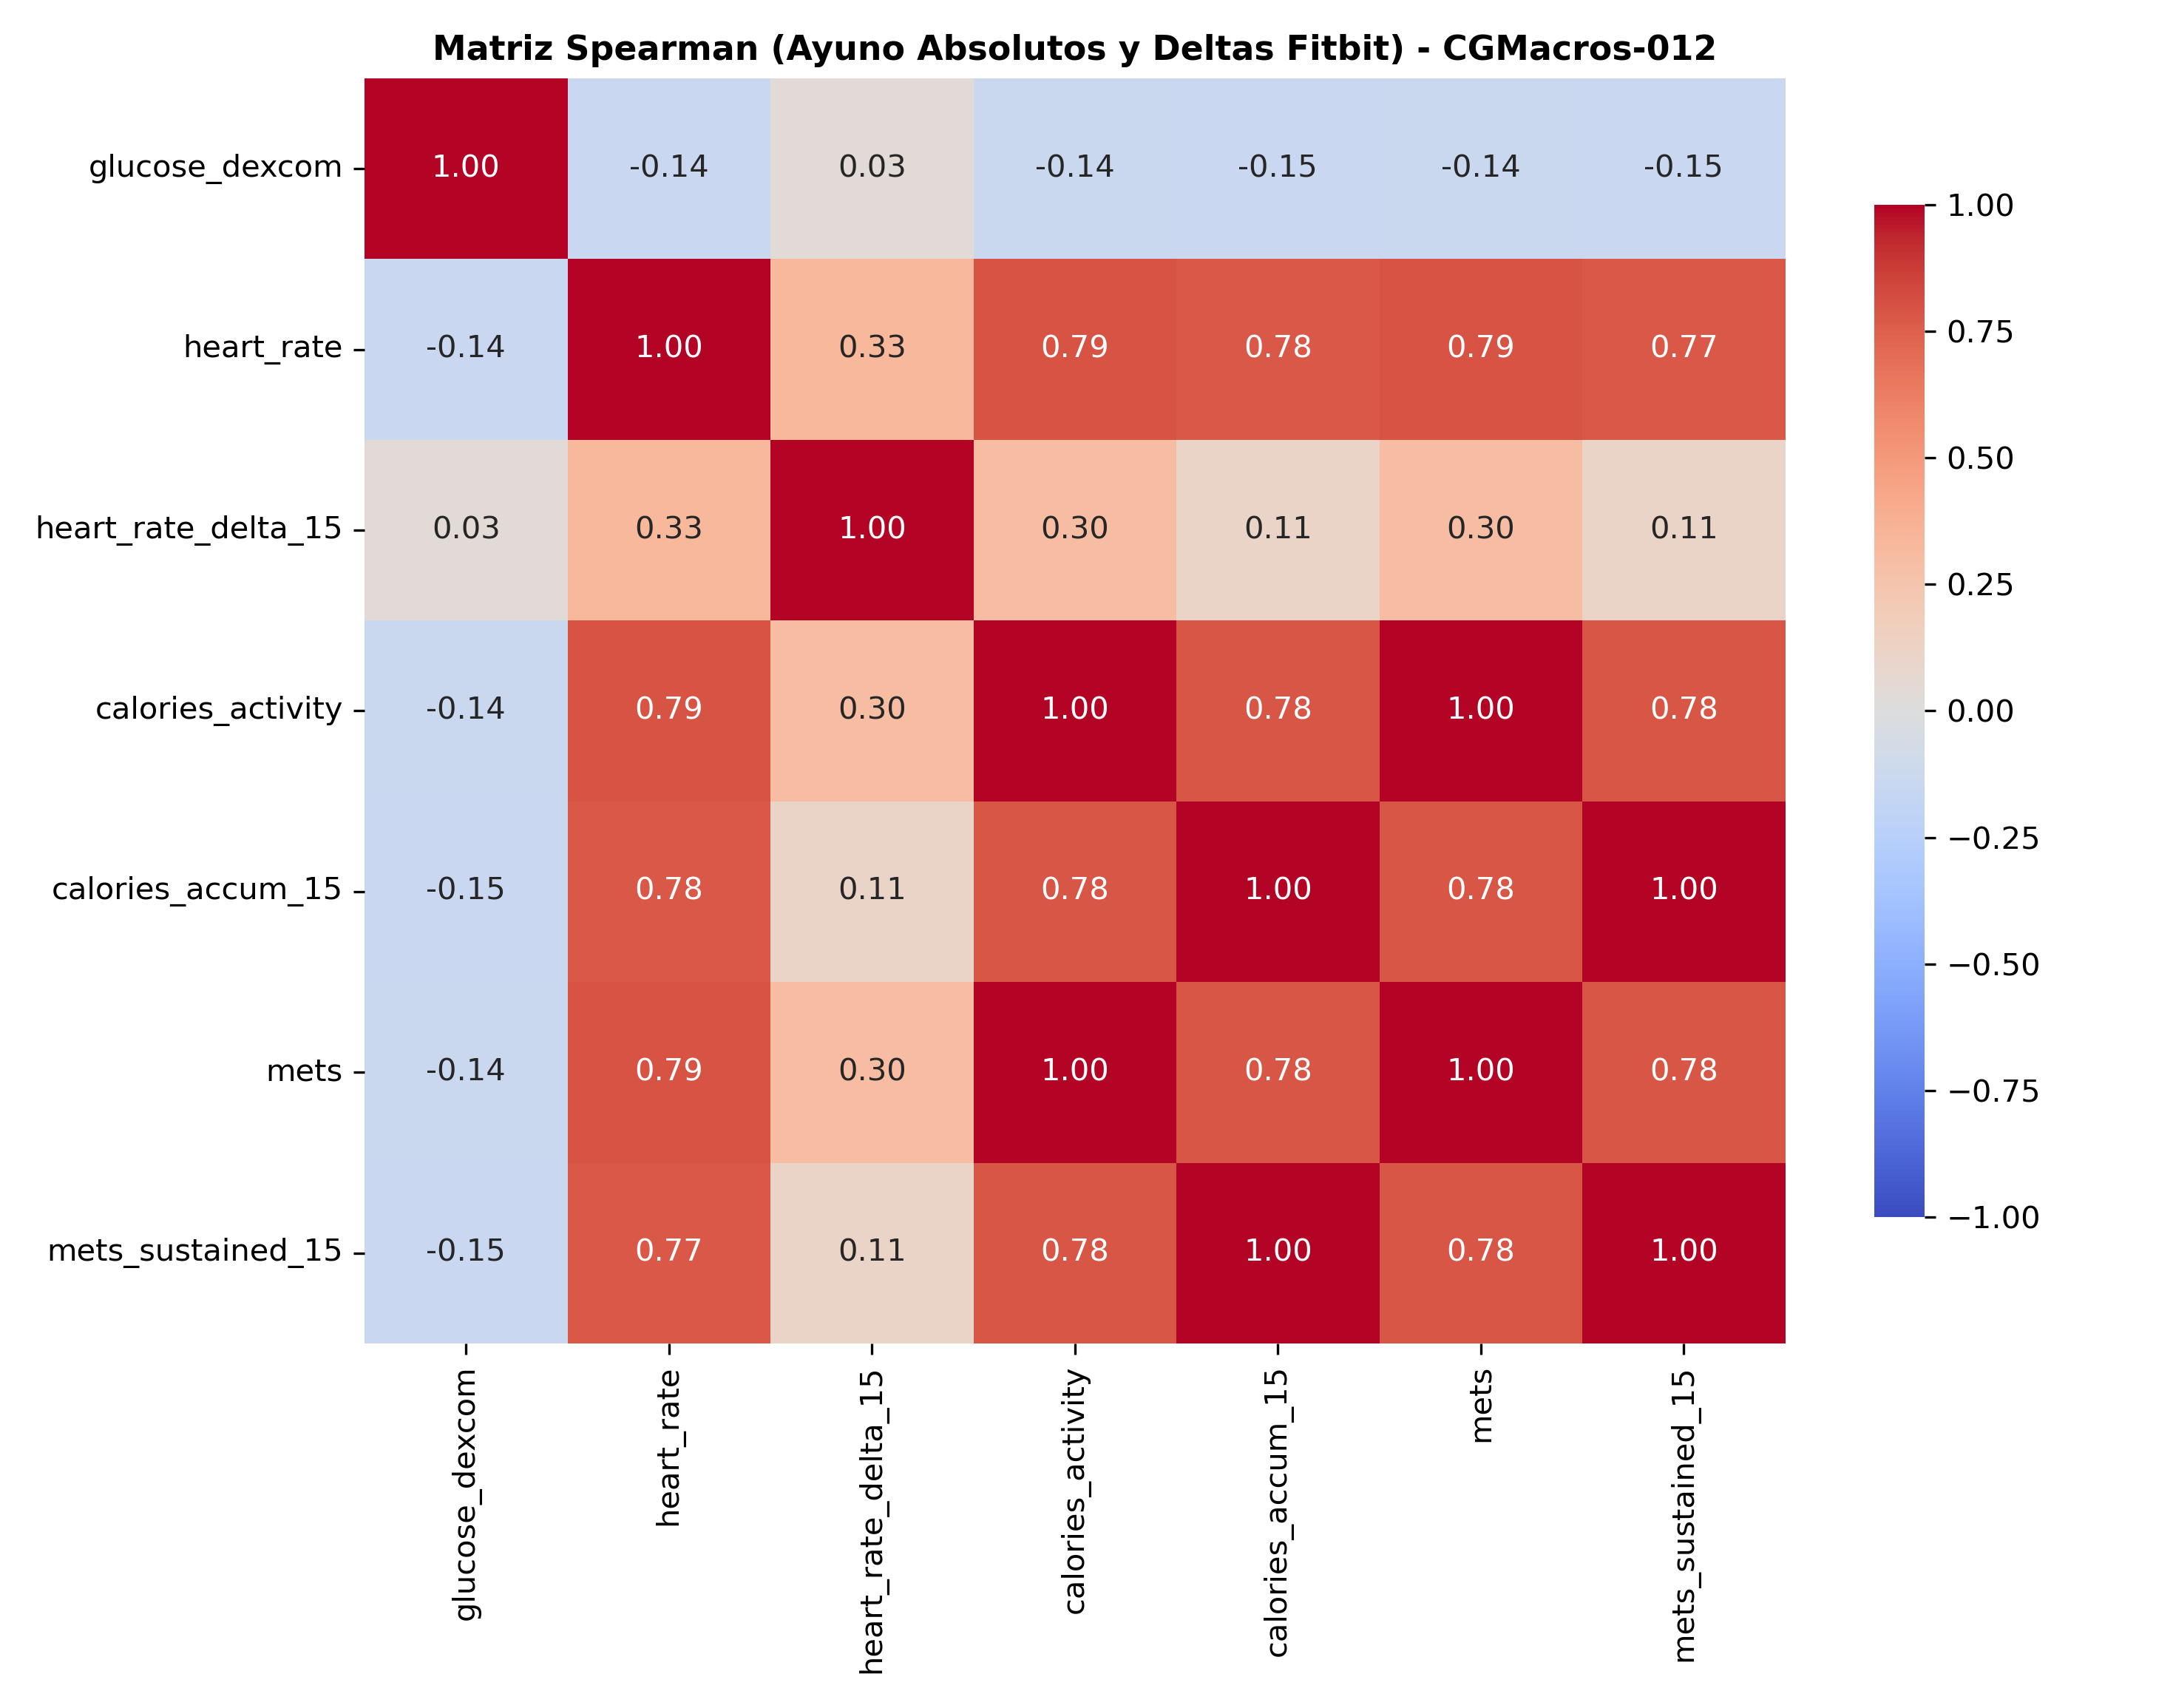 Matriz Spearman (Ayuno Absolutos y Deltas Fitbit) - CGMacros-012
glucose_dexcom 1.00 -0.14 0.03 -0.14 -0.15 -0.14 -0.15
heart_rate -0.14 1.00 0.33 0.79 0.78 0.79 0.77
heart_rate_delta_15 0.03 0.33 1.00 0.30 0.11 0.30 0.11
calories_activity -0.14 0.79 0.30 1.00 0.78 1.00 0.78
calories_accum_15 -0.15 0.78 0.11 0.78 1.00 0.78 1.00
mets -0.14 0.79 0.30 1.00 0.78 1.00 0.78
mets_sustained_15 -0.15 0.77 0.11 0.78 1.00 0.78 1.00
glucose_dexcom
heart_rate
heart_rate_delta_15
calories_activity
calories_accum_15
mets
mets_sustained_15
1.00
0.75
0.50
0.25
0.00
−0.25
−0.50
−0.75
−1.00